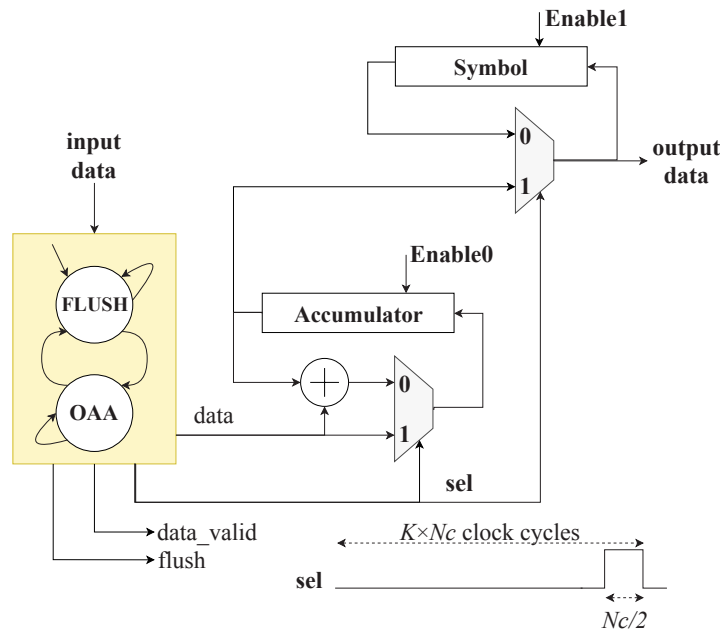 Enable1
Symbol
0
1
output
data
input
data
Enable0
Accumulator
FLUSH
OAA
0
1
data
sel
data_valid
flush
K×Nc clock cycles
sel
Nc/2